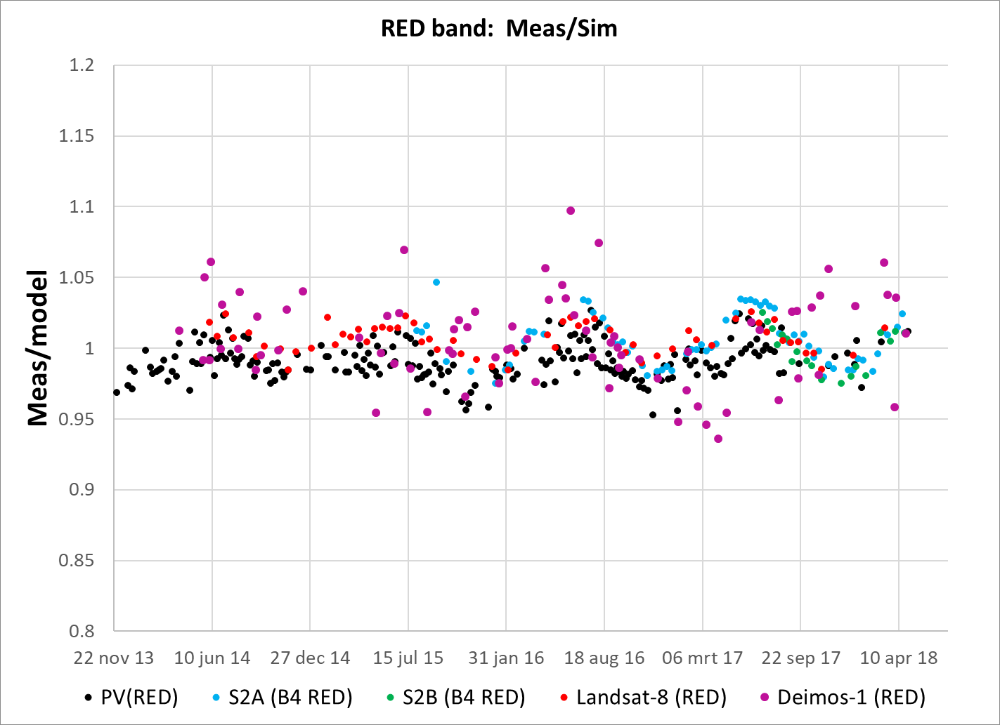 RED band:  Meas/Sim
1.2
1.15
1.1
1.05
1
0.95
0.9
0.85
0.8
Meas/model
22 nov 13 10 jun 14 27 dec 14 15 jul 15 31 jan 16 18 aug 16 06 mrt 17 22 sep 17 10 apr 18
PV(RED) S2A (B4 RED) S2B (B4 RED) Landsat-8 (RED) Deimos-1 (RED)